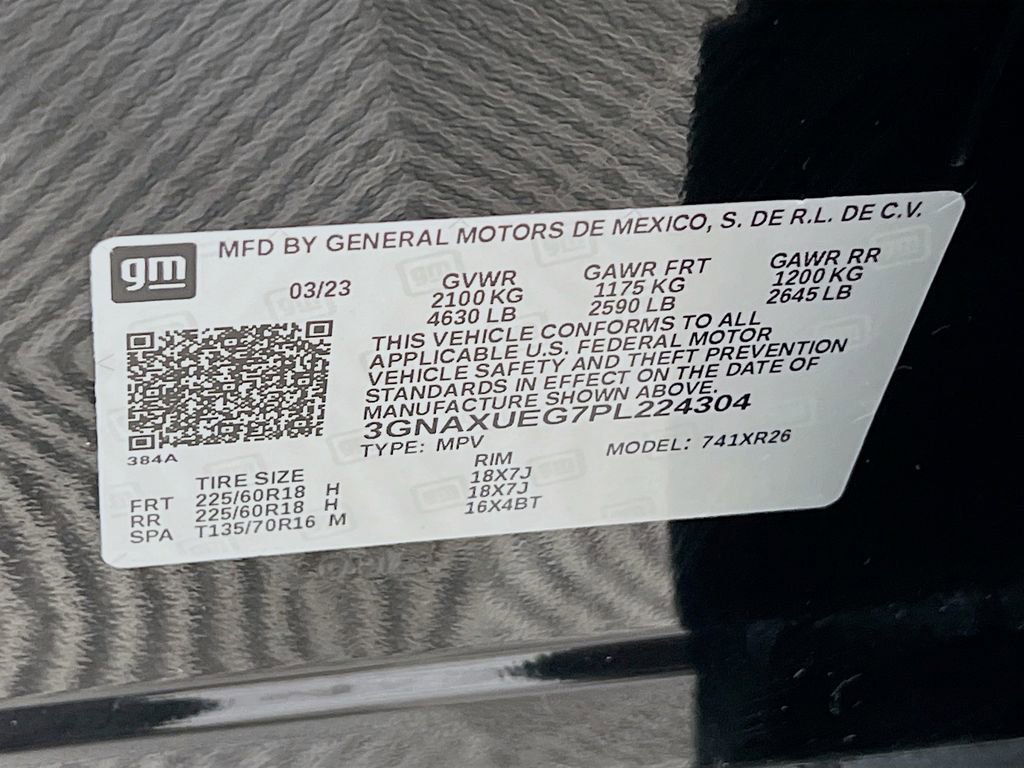 gm
MFD BY GENERAL MOTORS DE MEXICO, S. DE R.L. DE C.V.
03/23 GVWR GAWR FRT GAWR RR
2100 KG 1175 KG 1200 KG
4630 LB 2590 LB 2645 LB
THIS VEHICLE CONFORMS TO ALL
APPLICABLE U.S. FEDERAL MOTOR
VEHICLE SAFETY AND THEFT PREVENTION
STANDARDS IN EFFECT ON THE DATE OF
MANUFACTURE SHOWN ABOVE.
3GNAXUEG7PL224304
TYPE: MPV MODEL: 741XR26
384A
TIRE SIZE RIM
FRT 225/60R18 H 18X7J
RR 225/60R18 H 18X7J
SPA T135/70R16 M 16X4BT